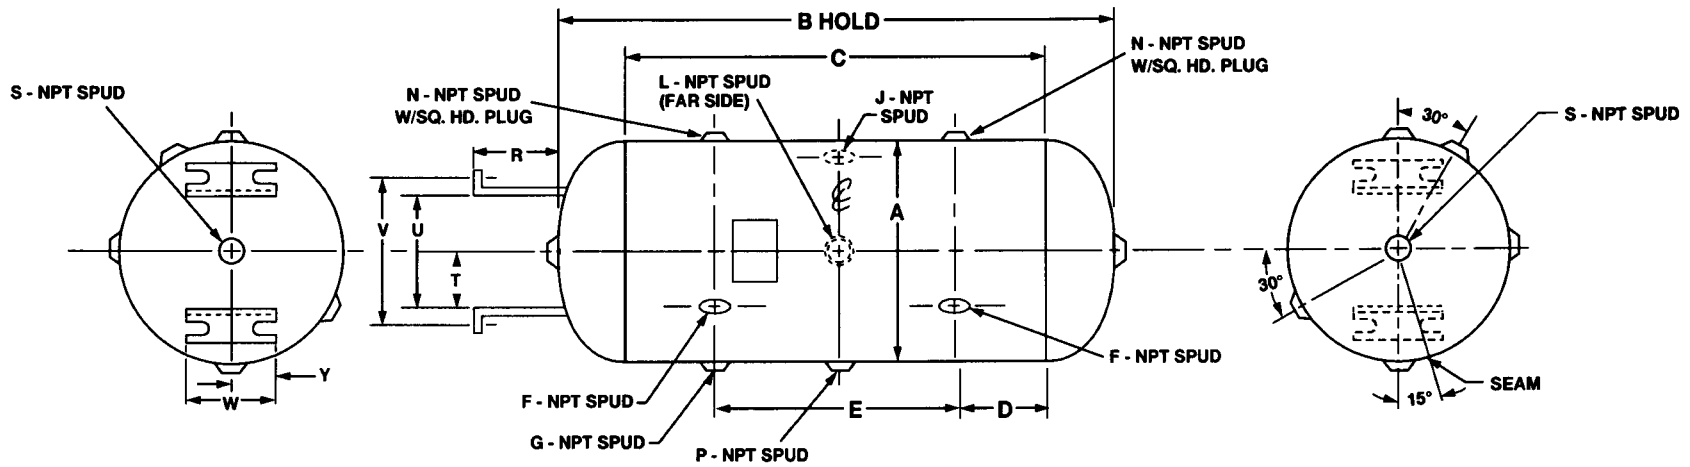 B HOLD
C
N - NPT SPUD
W/SQ. HD. PLUG
S - NPT SPUD
L - NPT SPUD
(FAR SIDE)
J - NPT
SPUD
N - NPT SPUD
W/SQ. HD. PLUG
30°
S - NPT SPUD
R
V
U
A
T
30°
F - NPT SPUD
Y
W
SEAM
F - NPT SPUD
E
D
15°
G - NPT SPUD
P - NPT SPUD